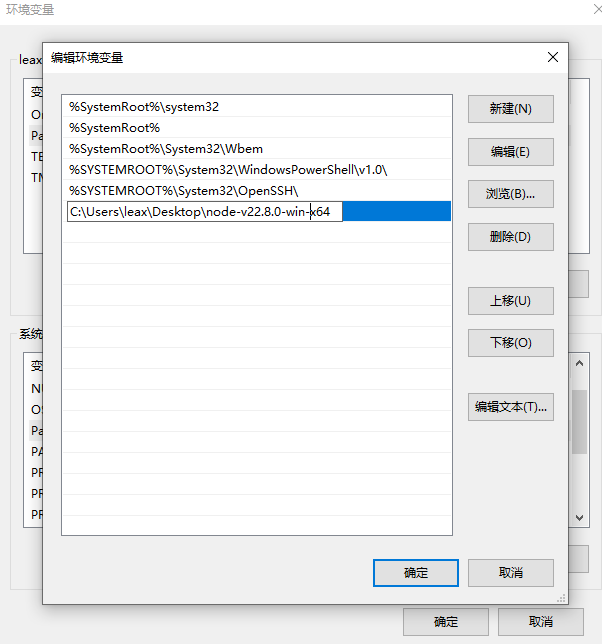 环境变量
编辑环境变量
leax
%SystemRoot%\system32
%SystemRoot%
%SystemRoot%\System32\Wbem
%SYSTEMROOT%\System32\WindowsPowerShell\v1.0\
%SYSTEMROOT%\System32\OpenSSH\
C:\Users\leax\Desktop\node-v22.8.0-win-x64
新建(N)
编辑(E)
浏览(B)...
删除(D)
上移(U)
下移(O)
编辑文本(T)...
变
On
Pa
TE
TM
系统
变
NU
OS
Pa
PA
PR
PR
PR
确定
取消
确定
取消